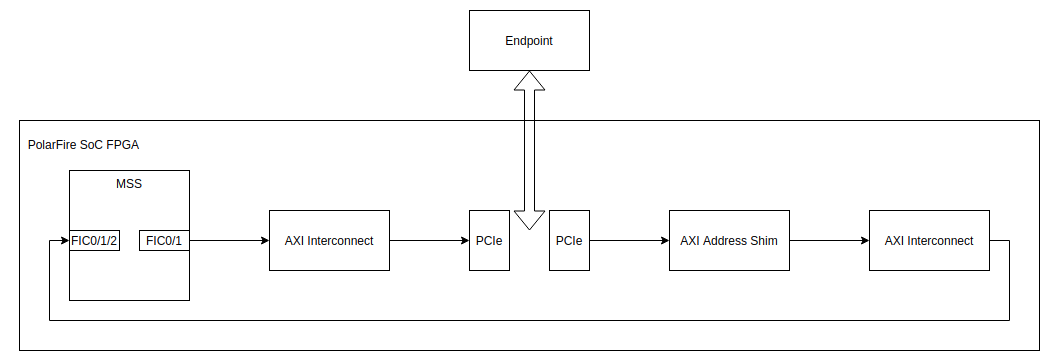 Endpoint
PolarFire SoC FPGA
MSS
FIC0/1/2
FIC0/1
AXI Interconnect
PCIe
PCIe
AXI Address Shim
AXI Interconnect